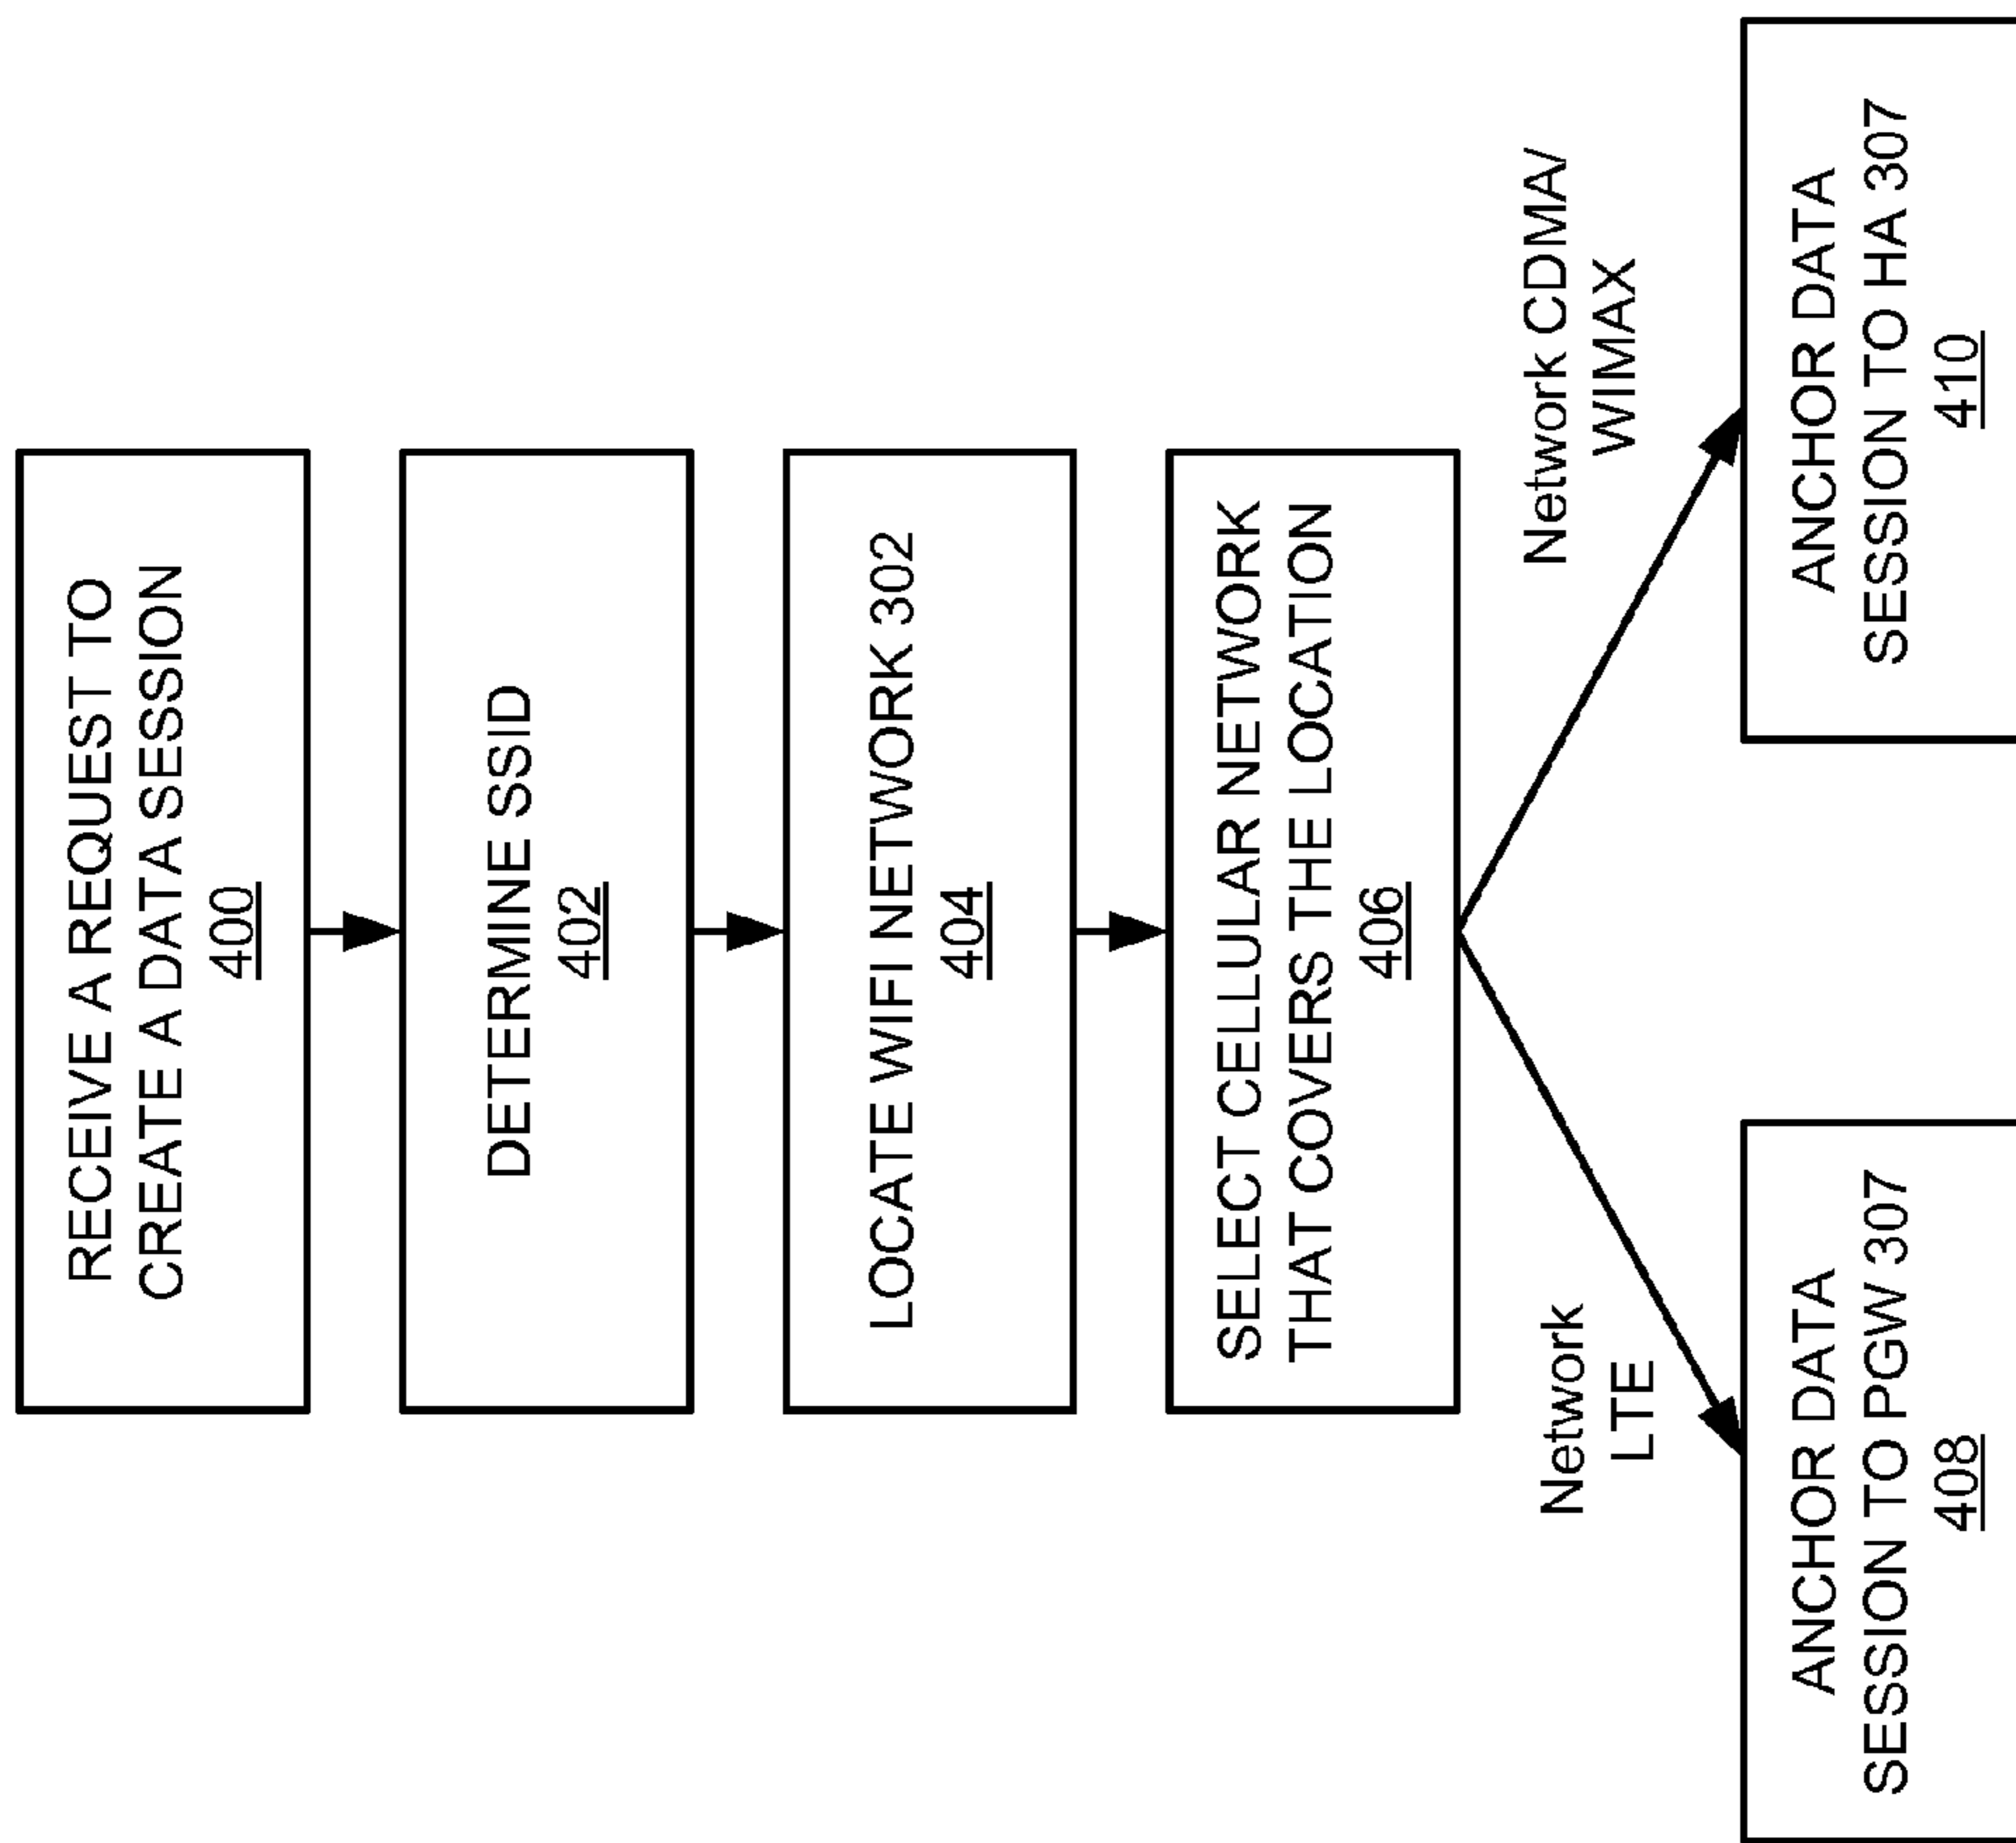 RECEIVE A REQUEST TO
CREATE A DATA SESSION
400
DETERMINE SSID
402
LOCATE WIFI NETWORK 302
404
SELECT CELLULAR NETWORK
THAT COVERS THE LOCATION
406
Network
LTE
Network CDMA/
WIMAX
ANCHOR DATA
SESSION TO PGW 307
408
ANCHOR DATA
SESSION TO HA 307
410